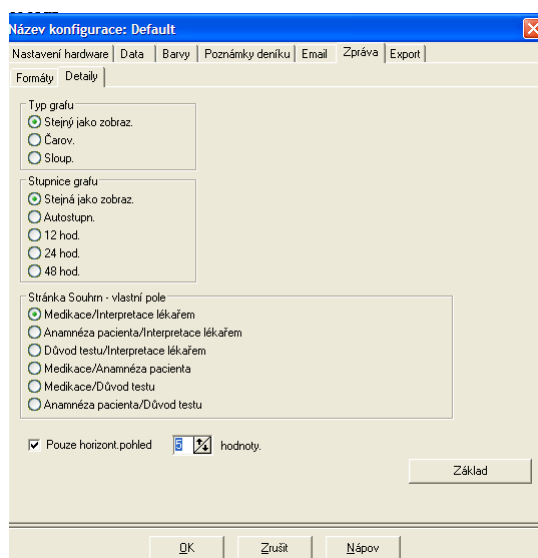 Název konfigurace: Default
Nastavení hardware Data Barvy Poznámky deníku Email Zpráva Export
Formáty Detaily
Typ grafu
Stejný jako zobraz.
Čarov.
Sloup.
Stupnice grafu
Stejná jako zobraz.
Autostupn.
12 hod.
24 hod.
48 hod.
Stránka Souhrn - vlastní pole
Medikace/Interpretace lékařem
Anamnéza pacienta/Interpretace lékařem
Důvod testu/Interpretace lékařem
Medikace/Anamnéza pacienta
Medikace/Důvod testu
Anamnéza pacienta/Důvod testu
Pouze horizont.pohled 5 hodnoty.
Základ
OK Zrušit Nápov